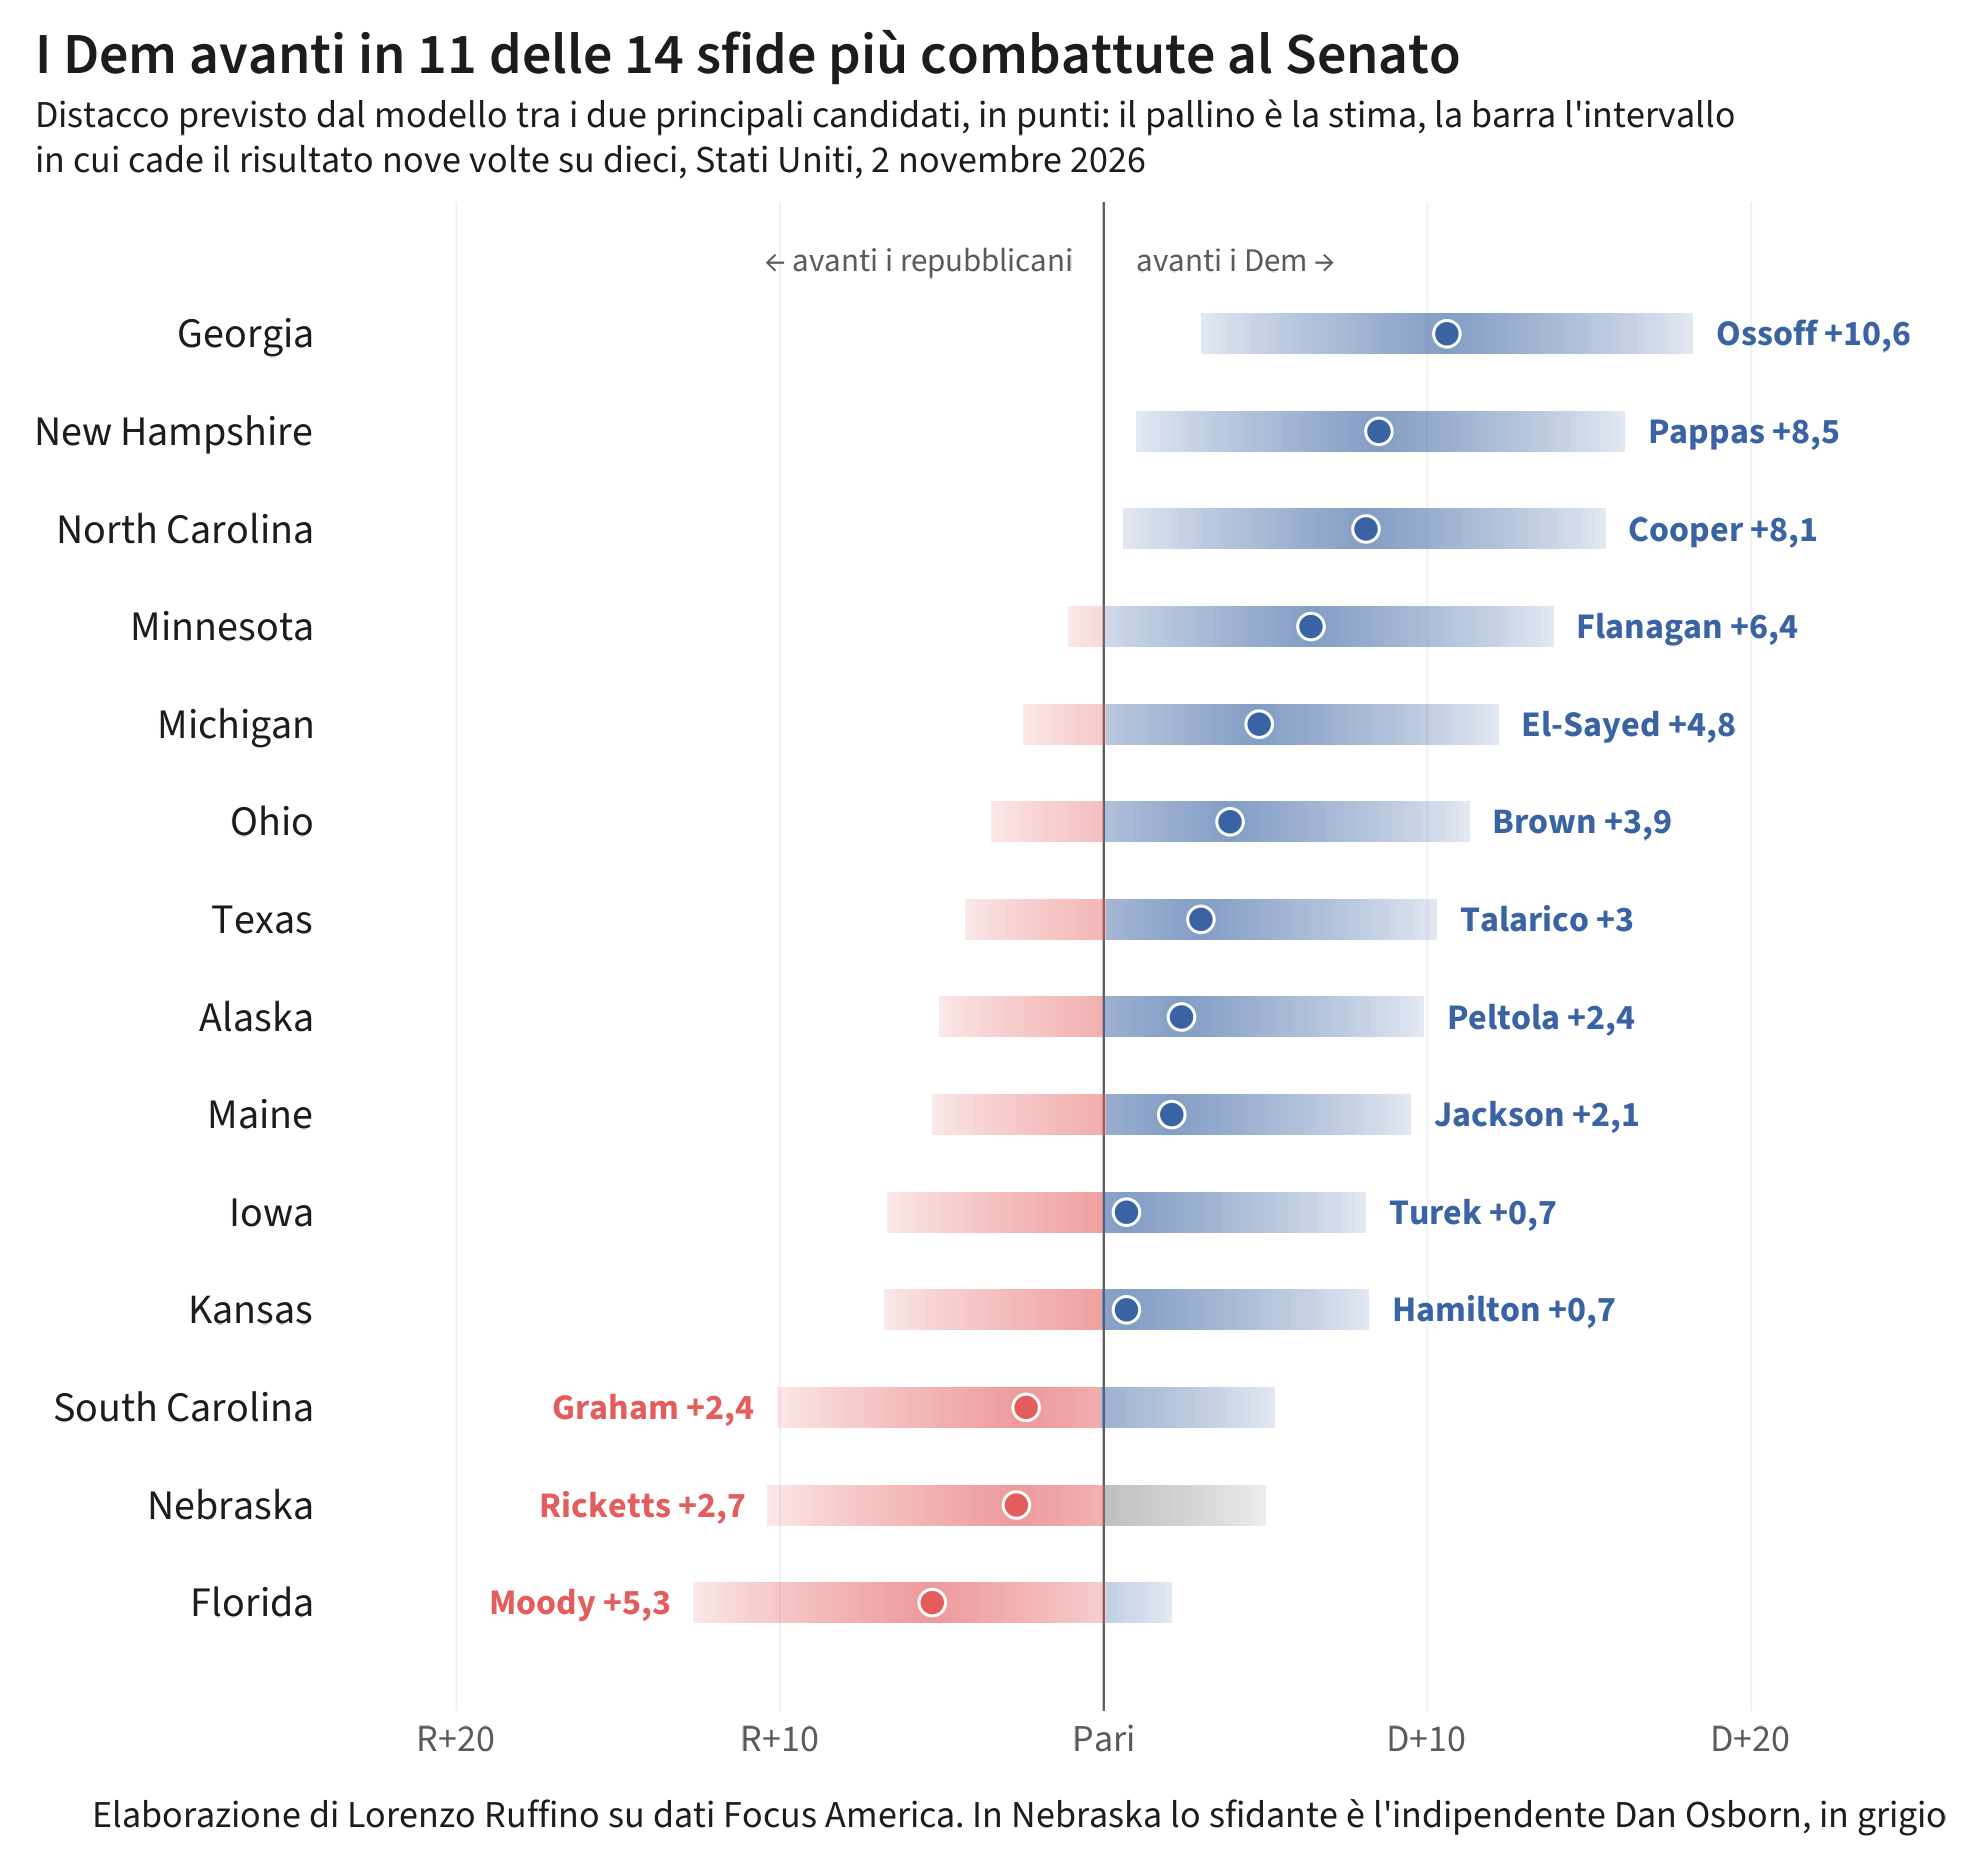 I Dem avanti in 11 delle 14 sfide più combattute al Senato
Distacco previsto dal modello tra i due principali candidati, in punti: il pallino è la stima, la barra l'intervallo
in cui cade il risultato nove volte su dieci, Stati Uniti, 2 novembre 2026
← avanti i repubblicani avanti i Dem →
Georgia Ossoff +10,6
New Hampshire Pappas +8,5
North Carolina Cooper +8,1
Minnesota Flanagan +6,4
Michigan El-Sayed +4,8
Ohio Brown +3,9
Texas Talarico +3
Alaska Peltola +2,4
Maine Jackson +2,1
Iowa Turek +0,7
Kansas Hamilton +0,7
South Carolina Graham +2,4
Nebraska Ricketts +2,7
Florida Moody +5,3
R+20 R+10 Pari D+10 D+20
Elaborazione di Lorenzo Ruffino su dati Focus America. In Nebraska lo sfidante è l'indipendente Dan Osborn, in grigio